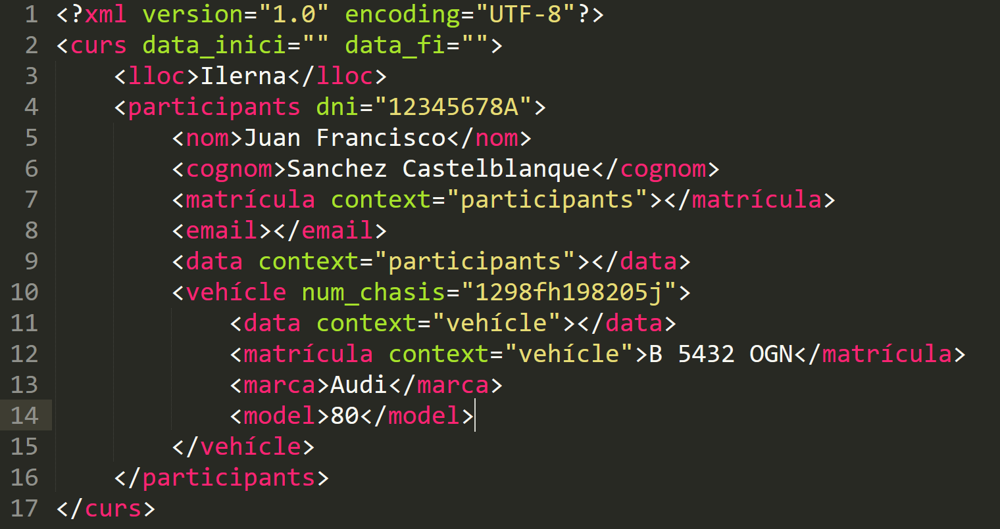 1 <?xml version="1.0" encoding="UTF-8"?>
2 <curs data_inici="" data_fi="">
3     <lloc>Ilerna</lloc>
4     <participants dni="12345678A">
5         <nom>Juan Francisco</nom>
6         <cognom>Sanchez Castelblanque</cognom>
7         <matrícula context="participants"></matrícula>
8         <email></email>
9         <data context="participants"></data>
10         <vehícle num_chasis="1298fh198205j">
11             <data context="vehícle"></data>
12             <matrícula context="vehícle">B 5432 OGN</matrícula>
13             <marca>Audi</marca>
14             <model>80</model>
15         </vehícle>
16     </participants>
17 </curs>